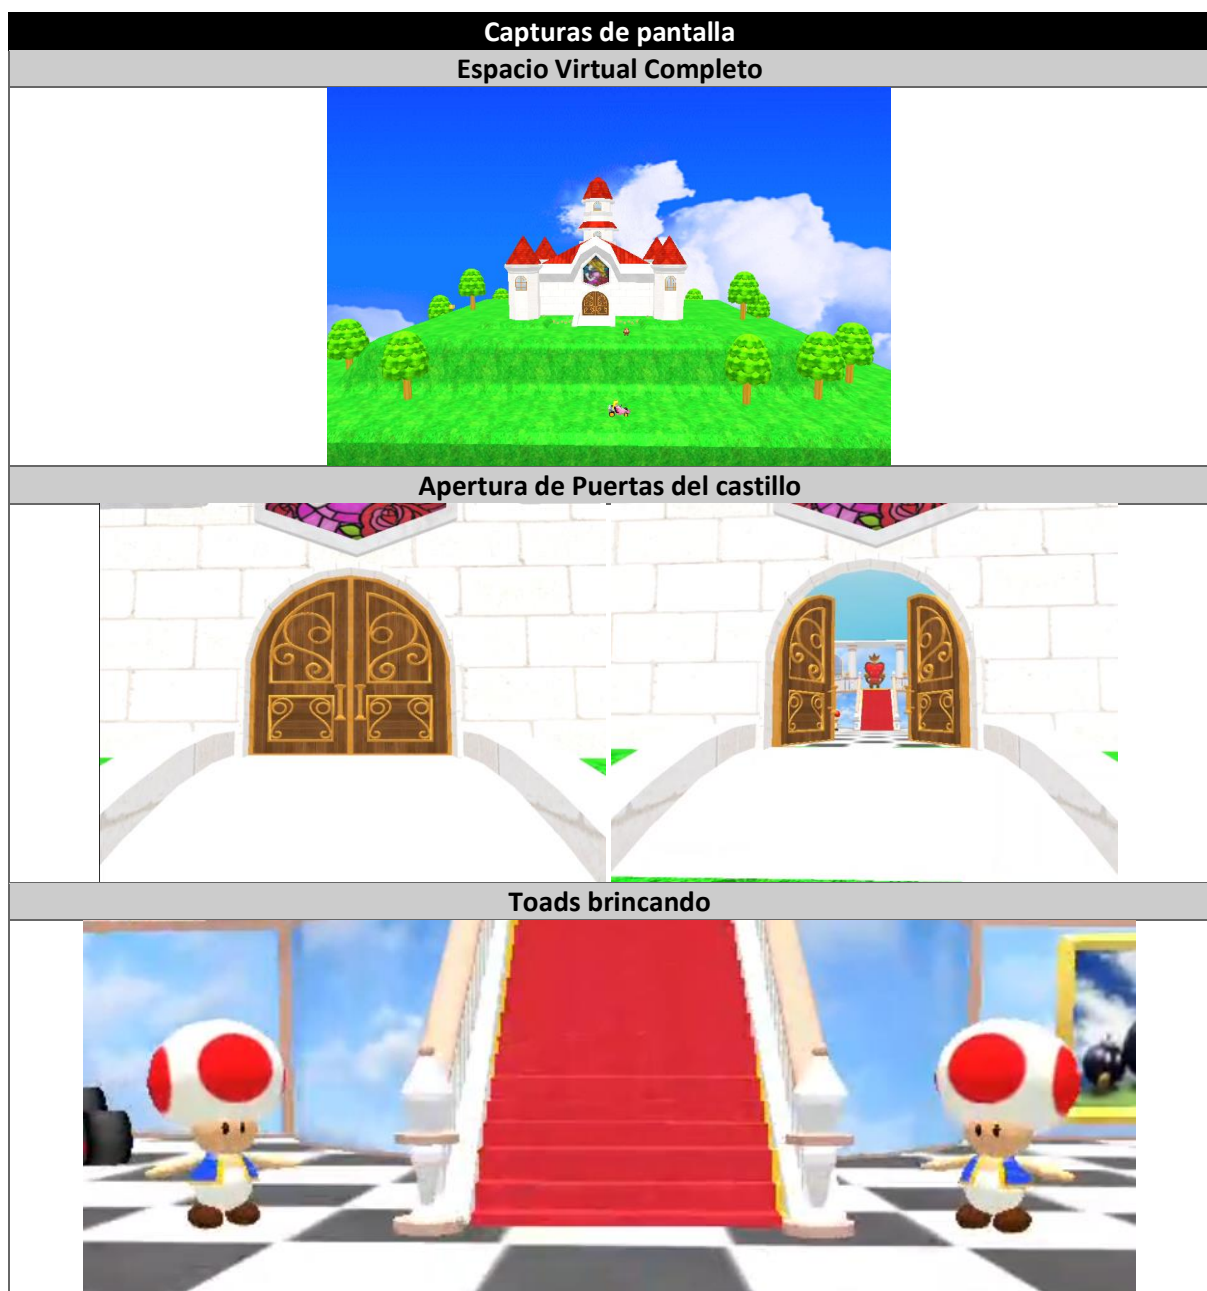 Capturas de pantalla
Espacio Virtual Completo
Apertura de Puertas del castillo
Toads brincando